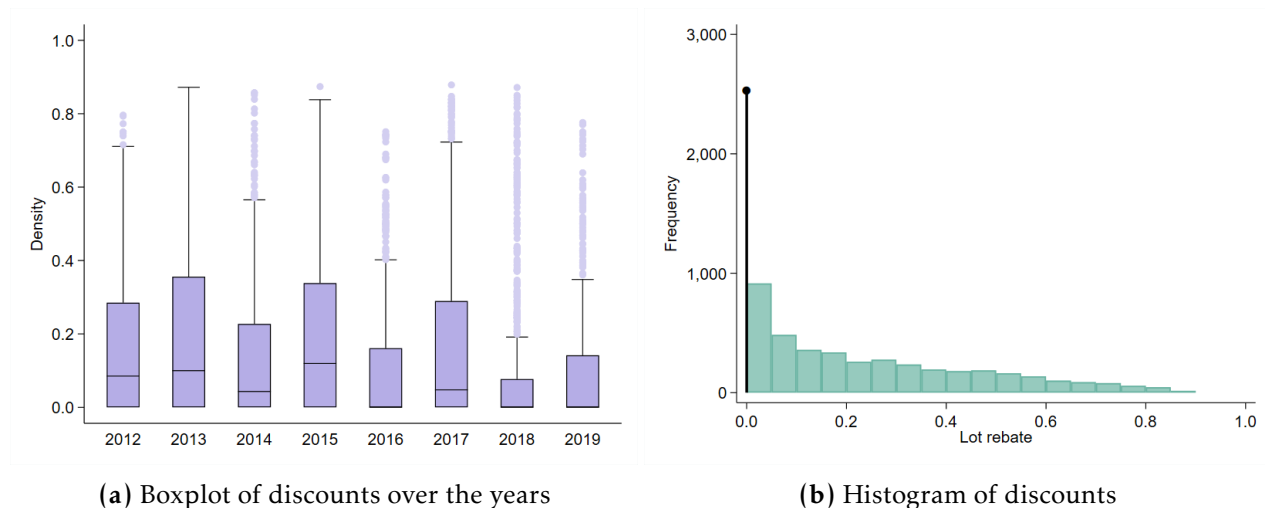 1.0
0.8
0.6
0.4
0.2
0.0
Density
2012 2013 2014 2015 2016 2017 2018 2019
(a) Boxplot of discounts over the years
3,000
2,000
1,000
0
Frequency
0.0 0.2 0.4 0.6 0.8 1.0
Lot rebate
(b) Histogram of discounts